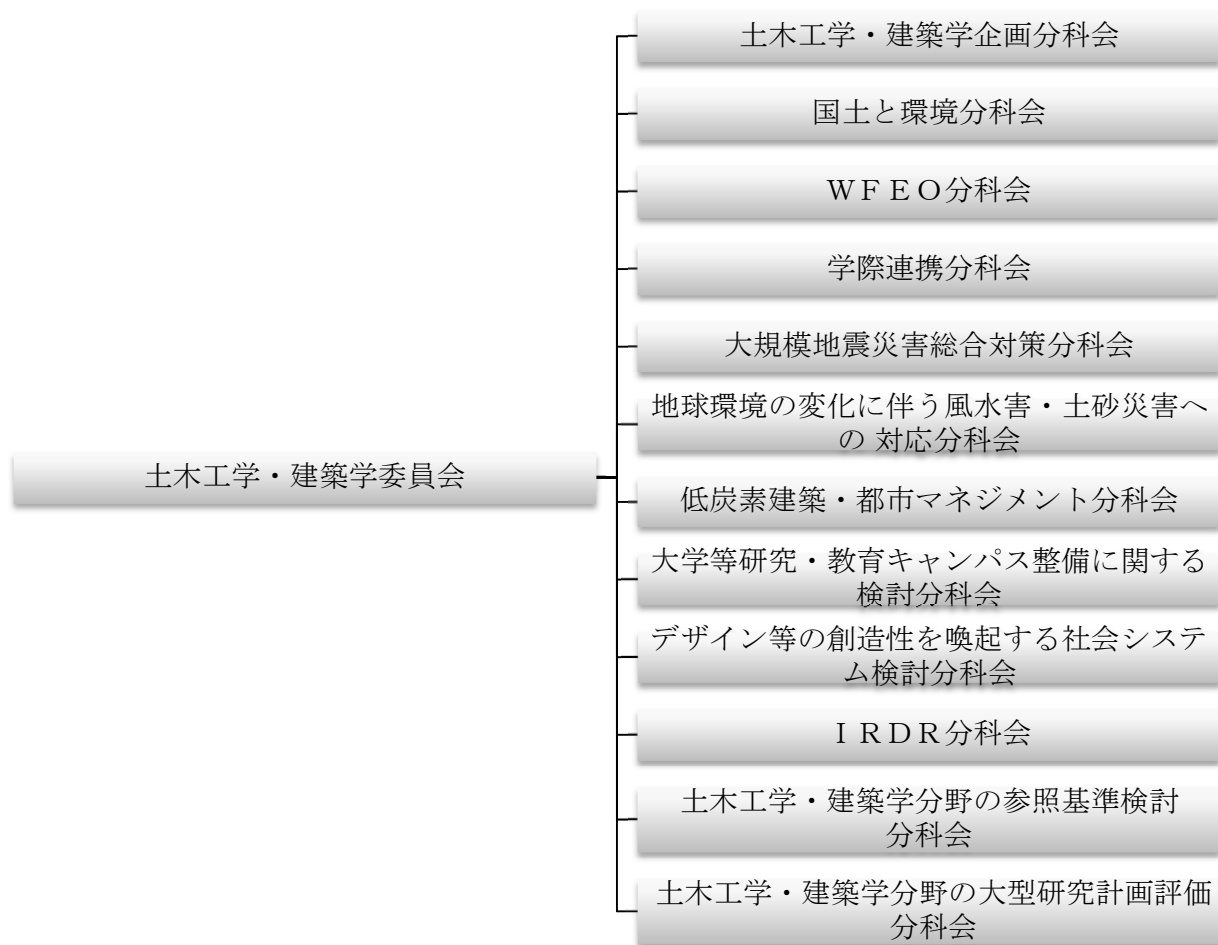 土木工学・建築学企画分科会
国土と環境分科会
ＷＦＥＯ分科会
学際連携分科会
大規模地震災害総合対策分科会
地球環境の変化に伴う風水害・土砂災害へ
の 対応分科会
土木工学・建築学委員会
低炭素建築・都市マネジメント分科会
大学等研究・教育キャンパス整備に関する
検討分科会
デザイン等の創造性を喚起する社会システ
ム検討分科会
ＩＲＤＲ分科会
土木工学・建築学分野の参照基準検討
分科会
土木工学・建築学分野の大型研究計画評価
分科会